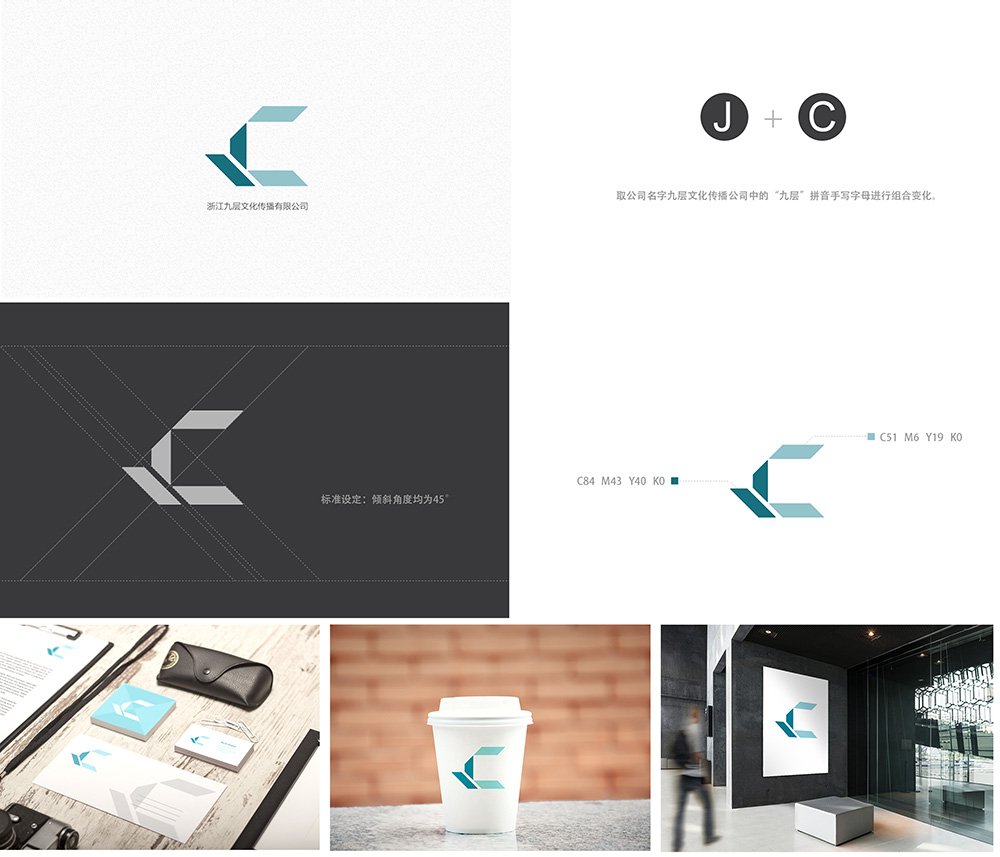 浙江九层文化传播有限公司
J + C
取公司名字九层文化传播公司中的“九层”拼音手写字母进行组合变化。
标准设定：倾斜角度均为45°
C51 M6 Y19 K0
C84 M43 Y40 K0